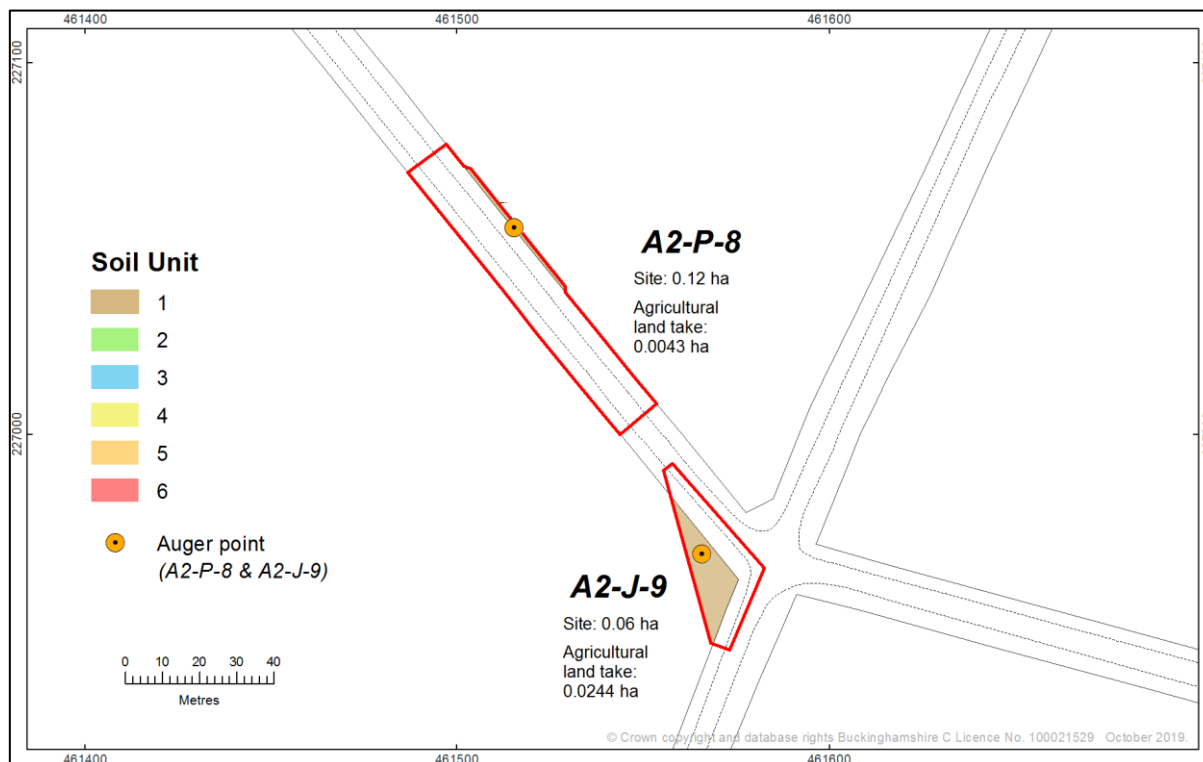 461400
461500
461600
227100
A2-P-8
Site: 0.12 ha
Agricultural
land take:
0.0043 ha
Soil Unit
1
2
3
4
5
6
Auger point
(A2-P-8 & A2-J-9)
227000
A2-J-9
Site: 0.06 ha
Agricultural
land take:
0.0244 ha
0 10 20 30 40
Metres
© Crown copyright and database rights Buckinghamshire C Licence No. 100021529 October 2019.
461400
461500
461600